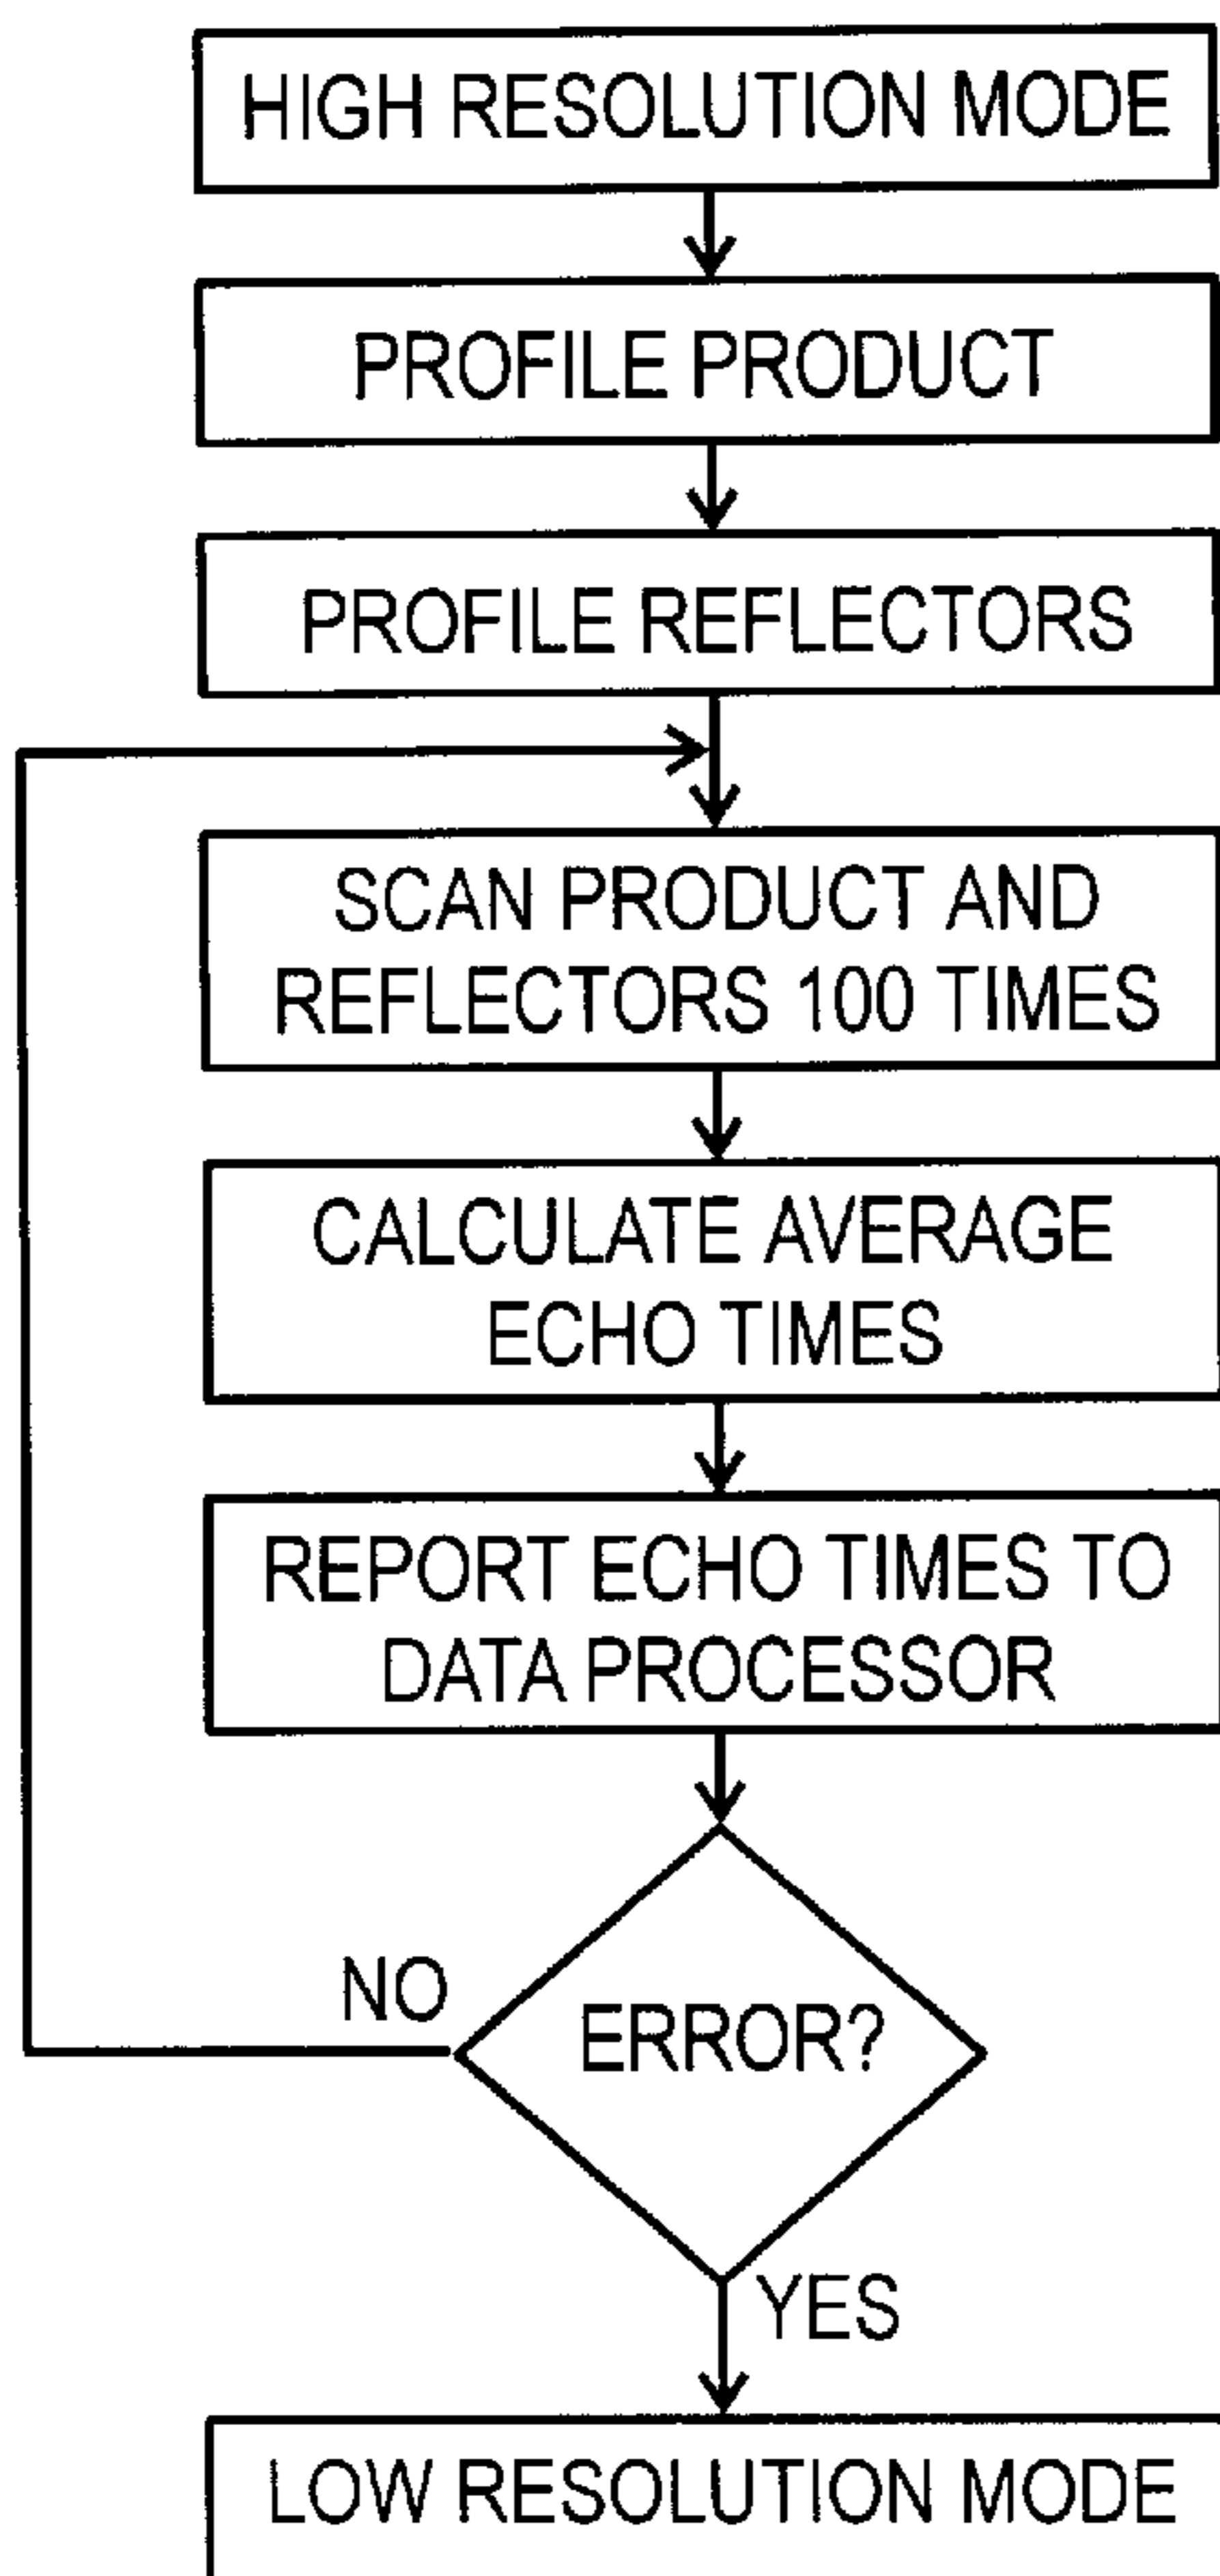 HIGH RESOLUTION MODE
PROFILE PRODUCT
PROFILE REFLECTORS
SCAN PRODUCT AND
REFLECTORS 100 TIMES
CALCULATE AVERAGE
ECHO TIMES
REPORT ECHO TIMES TO
DATA PROCESSOR
ERROR?
NO
YES
LOW RESOLUTION MODE